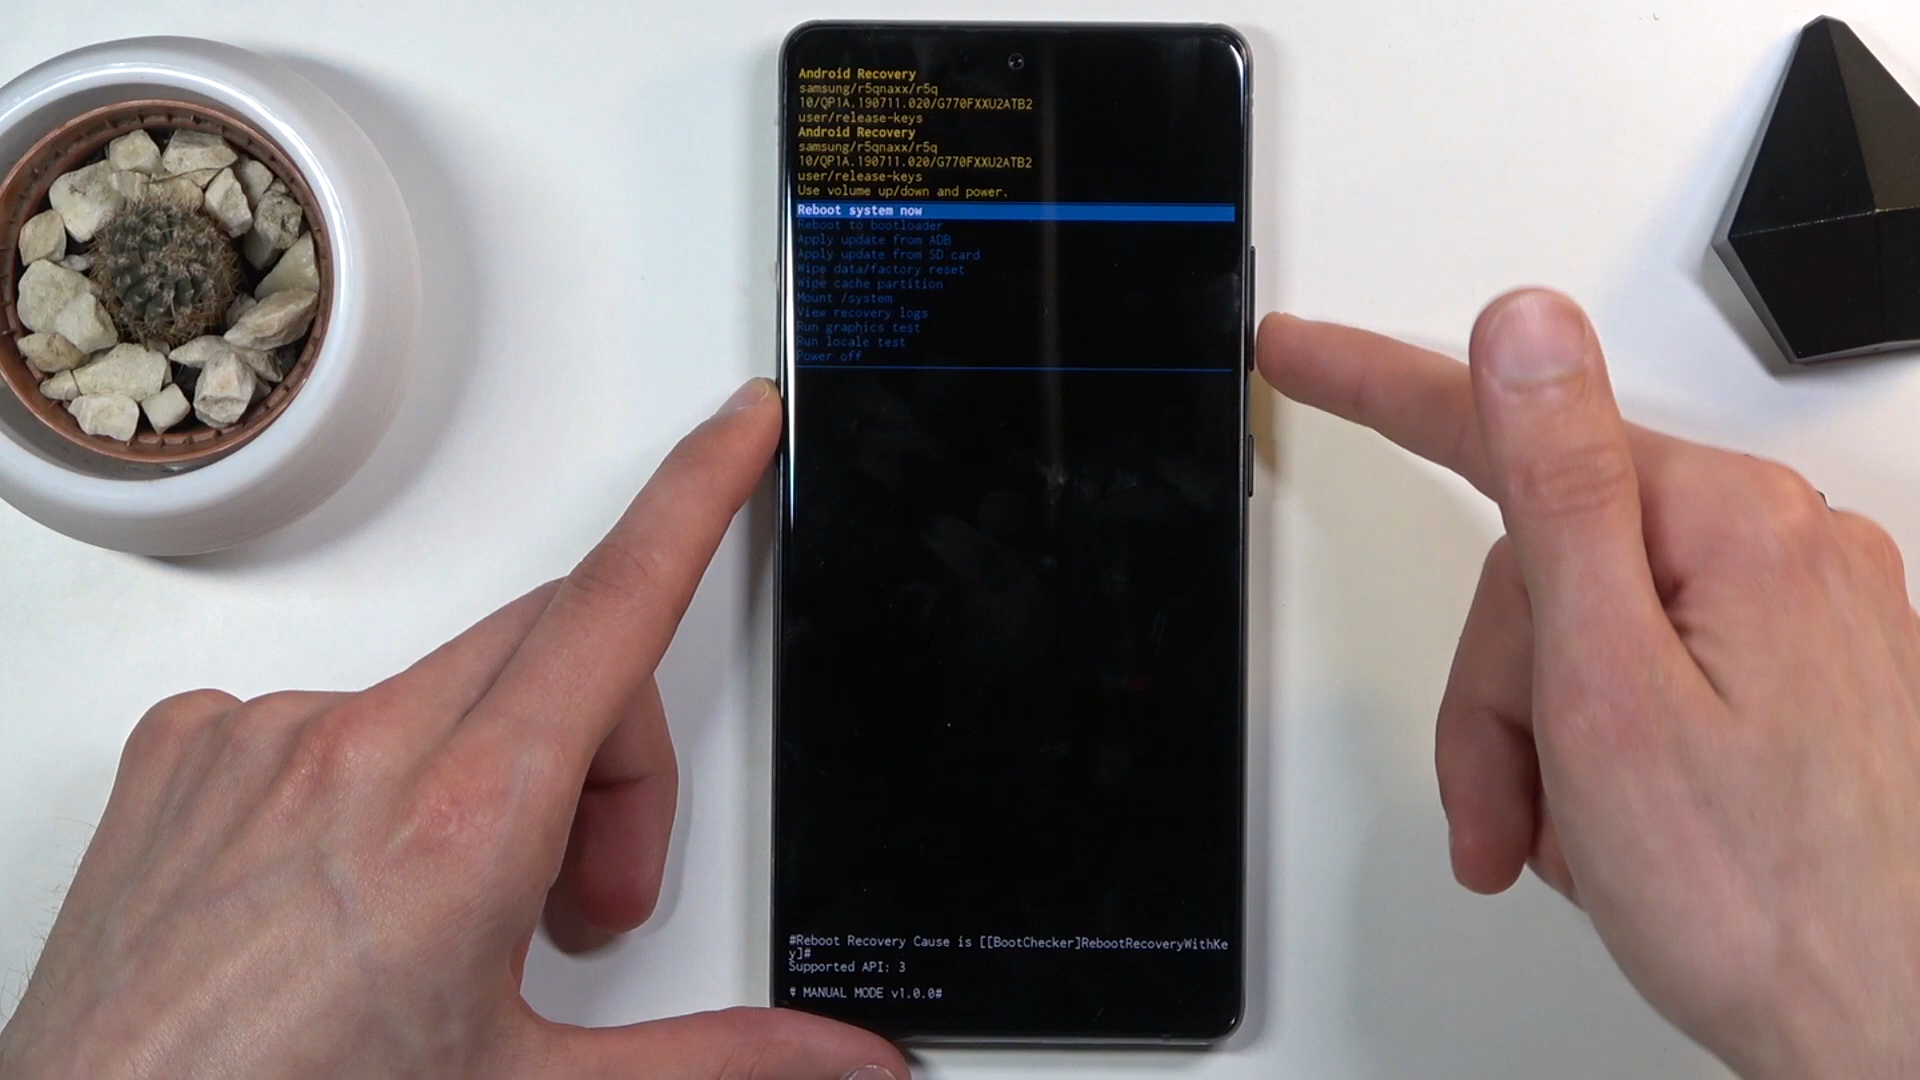 Android Recovery
samsung/r5qnaxx/r5q
10/QP1A.190711.020/G770FXXU2ATB2
user/release-keys
Android Recovery
samsung/r5qnaxx/r5q
10/QP1A.190711.020/G770FXXU2ATB2
user/release-keys
Use volume up/down and power.
Reboot system now
Reboot to bootloader
Apply update from ADB
Apply update from SD card
Wipe data/factory reset
Wipe cache partition
Mount /system
View recovery logs
Run graphics test
Run locale test
Power off
#Reboot Recovery Cause is [[BootChecker]RebootRecoveryWithKe
y]#
Supported API: 3
# MANUAL MODE v1.0.0#